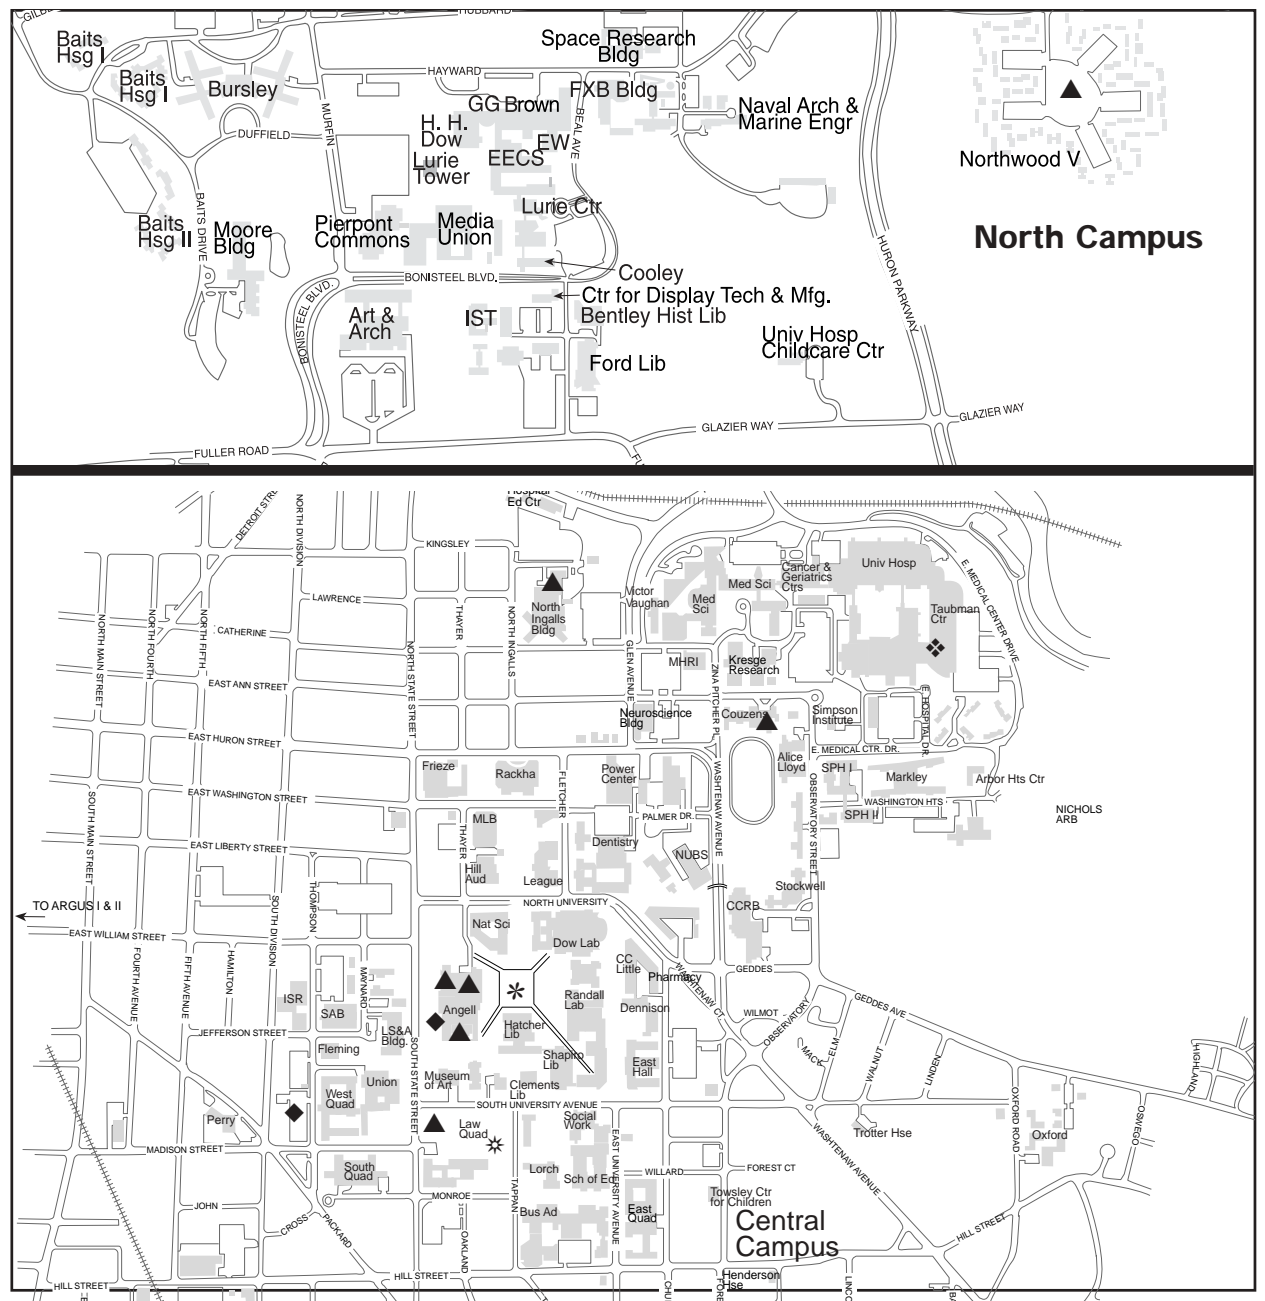 HUBBARD
Baits
Hsg I
Space Research
Bldg
HAYWARD
Baits
Hsg I
Bursley
FXB Bldg
GG Brown
Naval Arch &
Marine Engr
MURFIN
H. H.
Dow
BEAL AVE
DUFFIELD
EW
EECS
Lurie
Tower
Northwood V
BAITS DRIVE
Lurie Ctr
Baits
Hsg II
Moore
Bldg
Pierpont
Commons
Media
Union
North Campus
HURON PARKWAY
Cooley
BONISTEEL BLVD.
BONISTEEL BLVD.
Ctr for Display Tech & Mfg.
Bentley Hist Lib
Art &
Arch
IST
Univ Hosp
Childcare Ctr
Ford Lib
GLAZIER WAY
GLAZIER WAY
FULLER ROAD
Hospital
Ed Ctr
DETROIT STRE
NORTH DIVISION
KINGSLEY
Univ Hosp
Cancer &
Geriatrics
Ctrs
Med Sci
E. MEDICAL CENTER DRIVE
Victor
Vaughan
Med
Sci
LAWRENCE
North
Ingalls
Bldg
Taubman
Ctr
THAYER
NORTH INGALLS
NORTH MAIN STREET
NORTH FOURTH
NORTH FIFTH
CATHERINE
NORTH STATE STREET
GLEN AVENUE
MHRI
ZINA PITCHER PL
Kresge
Research
EAST ANN STREET
E. HOSPITAL DR.
Neuroscience
Bldg
Couzens
Simpson
Institute
EAST HURON STREET
E. MEDICAL CTR. DR.
Frieze
Rackha
Power
Center
Alice
Lloyd
SPH I
Markley
Arbor Hts Ctr
FLETCHER
WASHTENAW AVENUE
OBSERVATORY STREET
EAST WASHINGTON STREET
WASHINGTON HTS
SOUTH MAIN STREET
MLB
PALMER DR.
SPH II
NICHOLS
ARB
THAYER
EAST LIBERTY STREET
Dentistry
NUBS
Hill
Aud
League
Stockwell
THOMPSON
TO ARGUS I & II
SOUTH DIVISION
NORTH UNIVERSITY
CCRB
EAST WILLIAM STREET
Nat Sci
Dow Lab
FOURTH AVENUE
FIFTH AVENUE
HAMILTON
MAYNARD
CC
Little
Pharmacy
WASHTENAW CT
GEDDES
ISR
SAB
Angell
Randall
Lab
Dennison
GEDDES AVE
WILMOT
OBSERVATORY
JEFFERSON STREET
LS&A
Bldg.
Hatcher
Lib
MACK
ELM
WALNUT
LINDEN
HIGHLAND
Fleming
SOUTH STATE STREET
Shapiro
Lib
East
Hall
Union
Museum
of Art
Clements
Lib
West
Quad
SOUTH UNIVERSITY AVENUE
OXFORD ROAD
OSWEGO
Perry
Law
Quad
Social
Work
Trotter Hse
Oxford
MADISON STREET
EAST UNIVERSITY AVENUE
WASHTENAW AVENUE
South
Quad
Lorch
Sch of Ed
WILLARD
FOREST CT
MONROE
TAPPAN
Towsley Ctr
for Children
JOHN
CROSS
PACKARD
OAKLAND
Bus Ad
East
Quad
Central
Campus
HILL STREET
HILL STREET
HILL STREET
Henderson
Hse